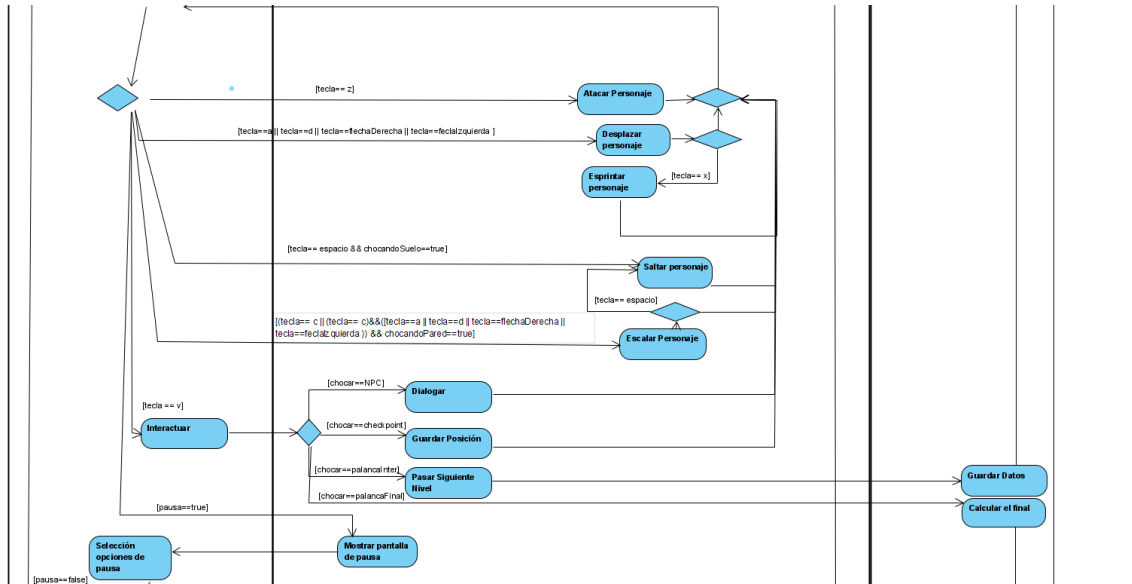 [tecla== z]
Atacar Personaje
[tecla==a|| tecla==d || tecla==flechaDerecha || tecla==feclaIzquierda ]
Desplazar
personaje
Esprintar
personaje
[tecla== x]
[tecla== espacio && chocandoSuelo==true]
Saltar personaje
[tecla== espacio]
[(tecla== c || (tecla== c)&&([tecla==a || tecla==d || tecla==flechaDerecha ||
tecla==feclaIzquierda )) && chocandoPared==true]
Escalar Personaje
[chocar==NPC]
Dialogar
[tecla == v]
Interactuar
[chocar==checkpoint]
Guardar Posición
[chocar==palancaInter]
Pasar Siguiente
Nivel
Guardar Datos
[chocar==palancaFinal]
Calcular el final
[pausa==true]
Selección
opciones de
pausa
Mostrar pantalla
de pausa
[pausa==false]